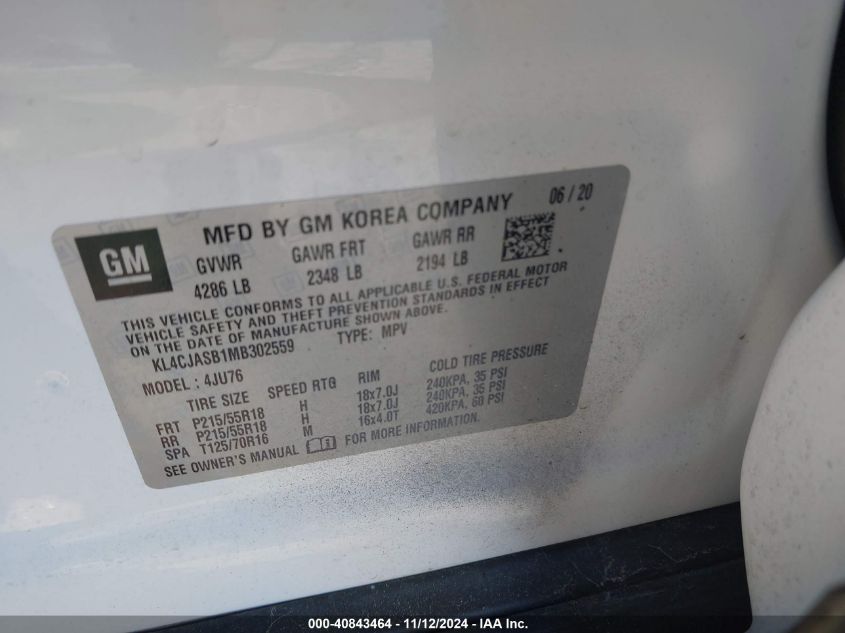 GM
MFD BY GM KOREA COMPANY 06 / 20
GVWR GAWR FRT GAWR RR
4286 LB 2348 LB 2194 LB
THIS VEHICLE CONFORMS TO ALL APPLICABLE U.S. FEDERAL MOTOR
VEHICLE SAFETY AND THEFT PREVENTION STANDARDS IN EFFECT
ON THE DATE OF MANUFACTURE SHOWN ABOVE.
KL4CJASB1MB302559 TYPE: MPV
MODEL: 4JU76
TIRE SIZE SPEED RTG RIM COLD TIRE PRESSURE
FRT P215/55R18 H 18x7.0J 240KPA, 35 PSI
RR P215/55R18 H 18x7.0J 240KPA, 35 PSI
SPA T125/70R16 M 16x4.0T 420KPA, 60 PSI
SEE OWNER'S MANUAL i FOR MORE INFORMATION.
000-40843464 - 11/12/2024 - IAA Inc.